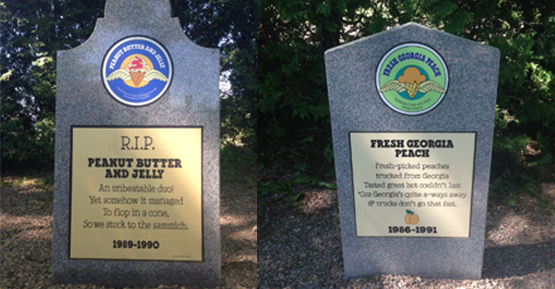 PEANUT BUTTER AND JELLY
R.I.P.
PEANUT BUTTER
AND JELLY
An unbeatable duo!
Yet somehow it managed
To flop in a cone,
So we stuck to the sammich.
1989-1990
FRESH GEORGIA PEACH
FRESH GEORGIA
PEACH
Fresh-picked peaches
trucked from Georgia
Tasted great but couldn't last
'Cuz Georgia's quite a-ways away
& trucks don't go that fast.
1986-1991